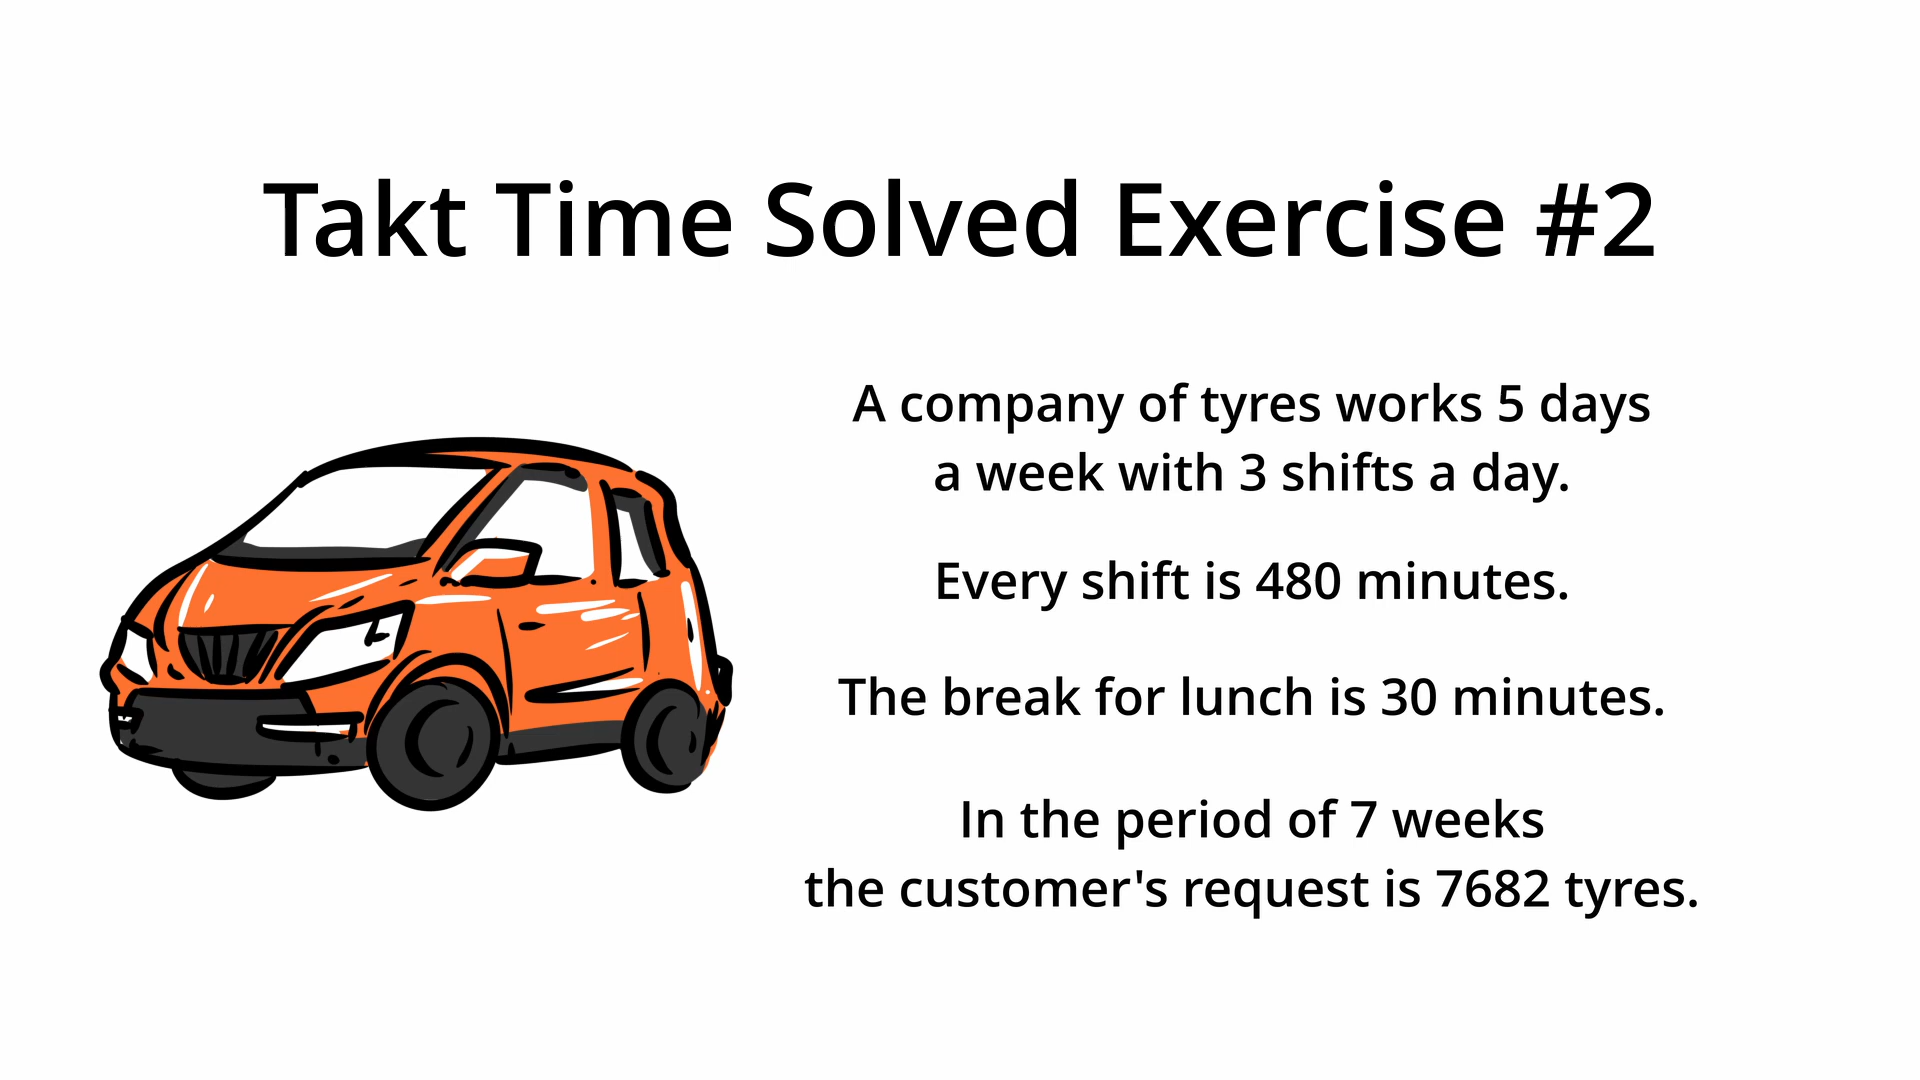 Takt Time Solved Exercise #2
A company of tyres works 5 days
a week with 3 shifts a day.
Every shift is 480 minutes.
The break for lunch is 30 minutes.
In the period of 7 weeks
the customer's request is 7682 tyres.